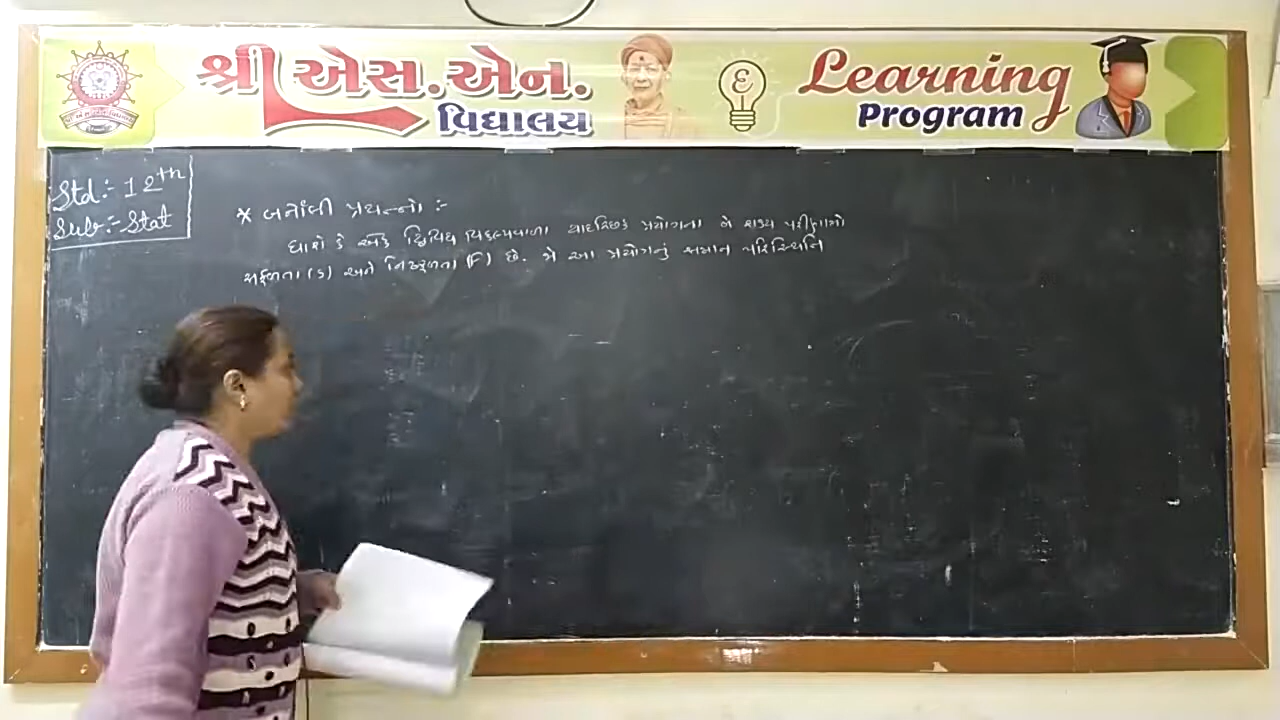 શ્રી એસ.એન.
વિદ્યાલય
Learning
Program
Std:- 12th
Sub:- Stat
* બર્નોલી પ્રયત્નો :-
ધારો કે એક દ્વિવિધ વિકલ્પવાળા યાદચ્છિક પ્રયોગના બે શક્ય પરીણામો
સફળતા (S) અને નિષ્ફળતા (F) છે. જો આ પ્રયોગનું સમાન પરિસ્થિતિ